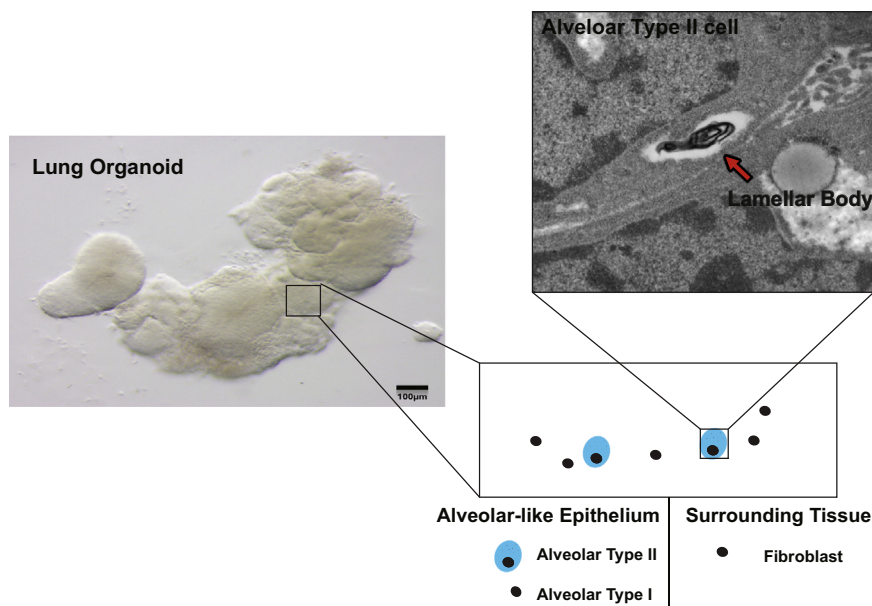 Alveloar Type II cell
Lamellar Body
Lung Organoid
100µm
Alveolar-like Epithelium
Alveolar Type II
Alveolar Type I
Surrounding Tissue
Fibroblast